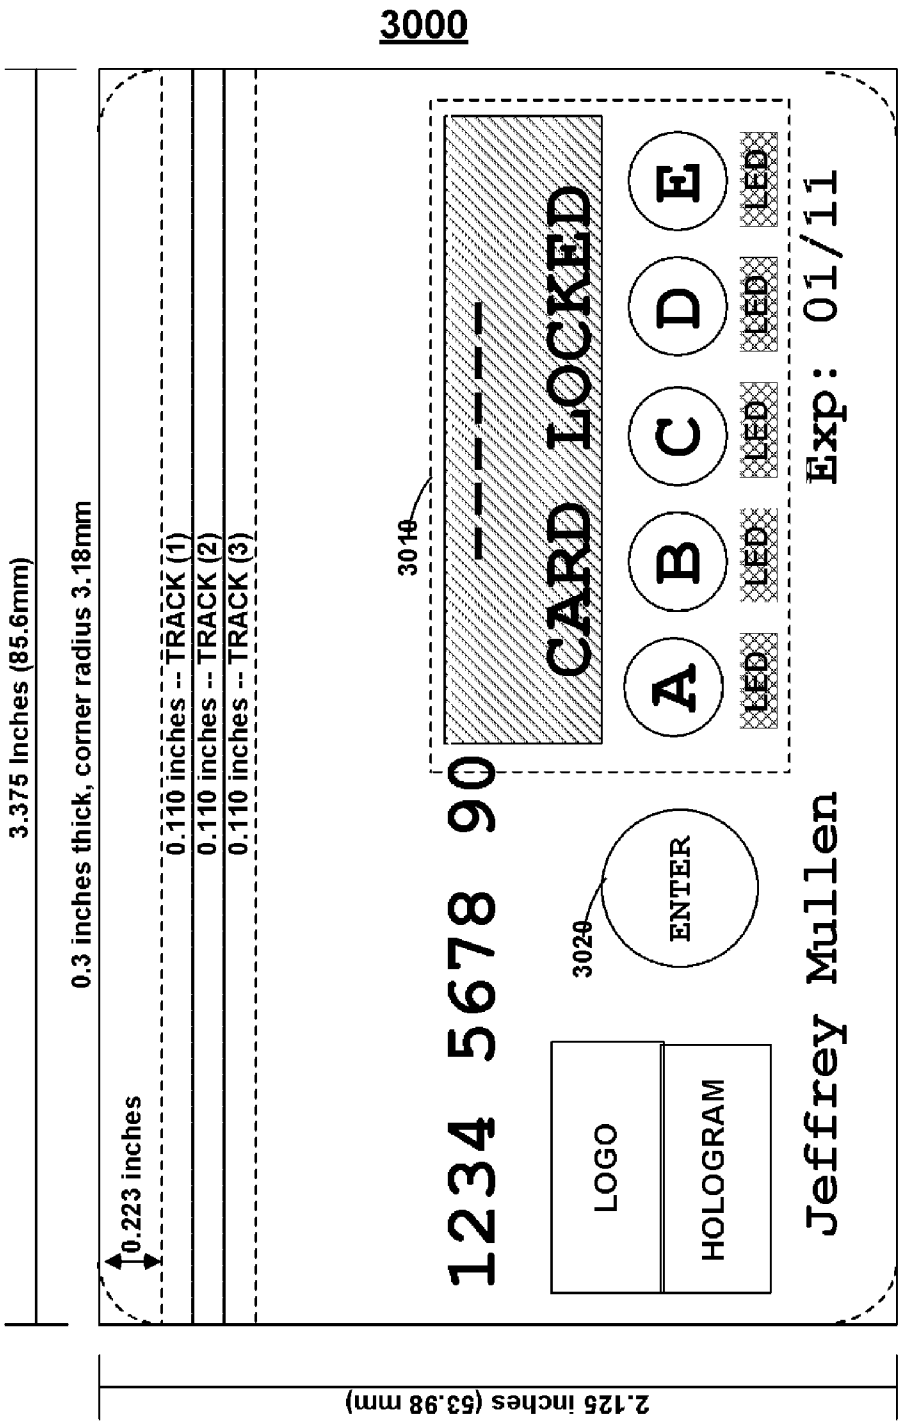 3000
3.375 Inches (85.6mm)
0.3 inches thick, corner radius 3.18mm
0.223 inches
0.110 inches -- TRACK (1)
0.110 inches -- TRACK (2)
0.110 inches -- TRACK (3)
3010
1234 5678 90 ------
CARD LOCKED
3020
LOGO
HOLOGRAM
ENTER
A B C D E
LED LED LED LED LED
Jeffrey Mullen Exp: 01/11
2.125 inches (53.98 mm)